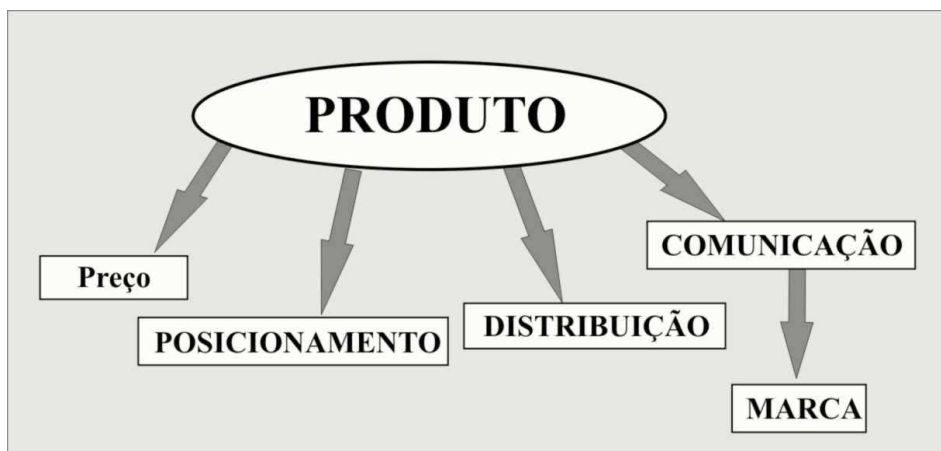 PRODUTO
Preço
POSICIONAMENTO
DISTRIBUIÇÃO
COMUNICAÇÃO
MARCA